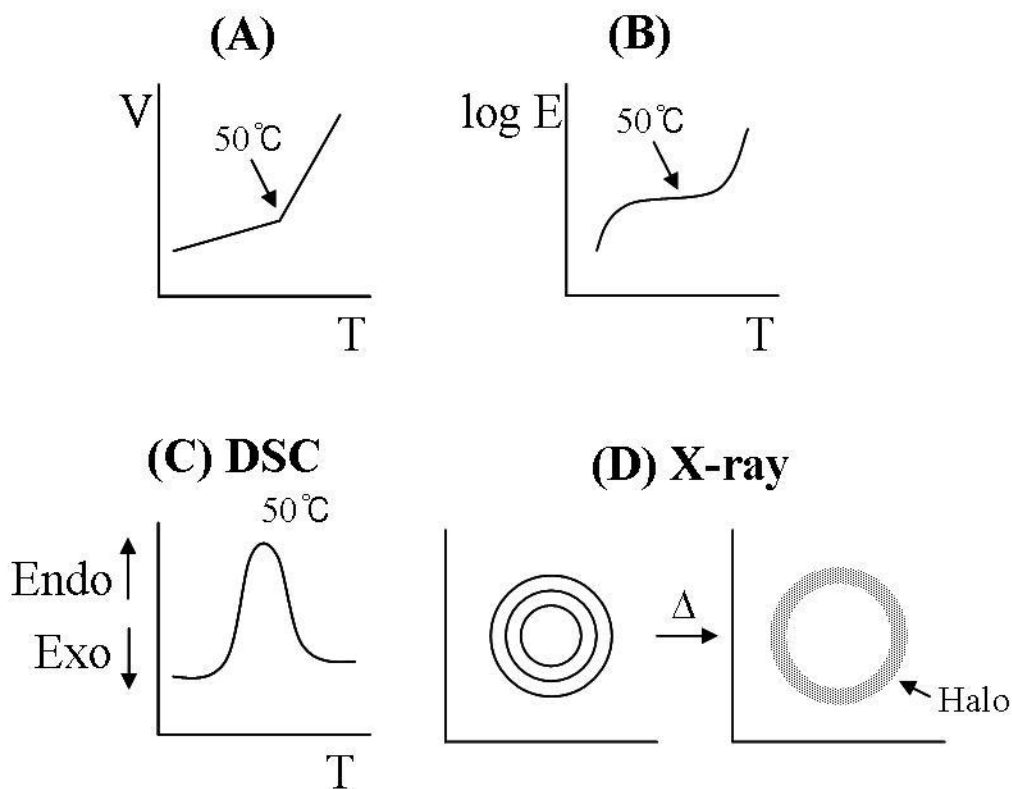 (A)
V
50℃
T
(B)
log E
50℃
T
(C) DSC
50℃
Endo
Exo
T
(D) X-ray
Δ
Halo